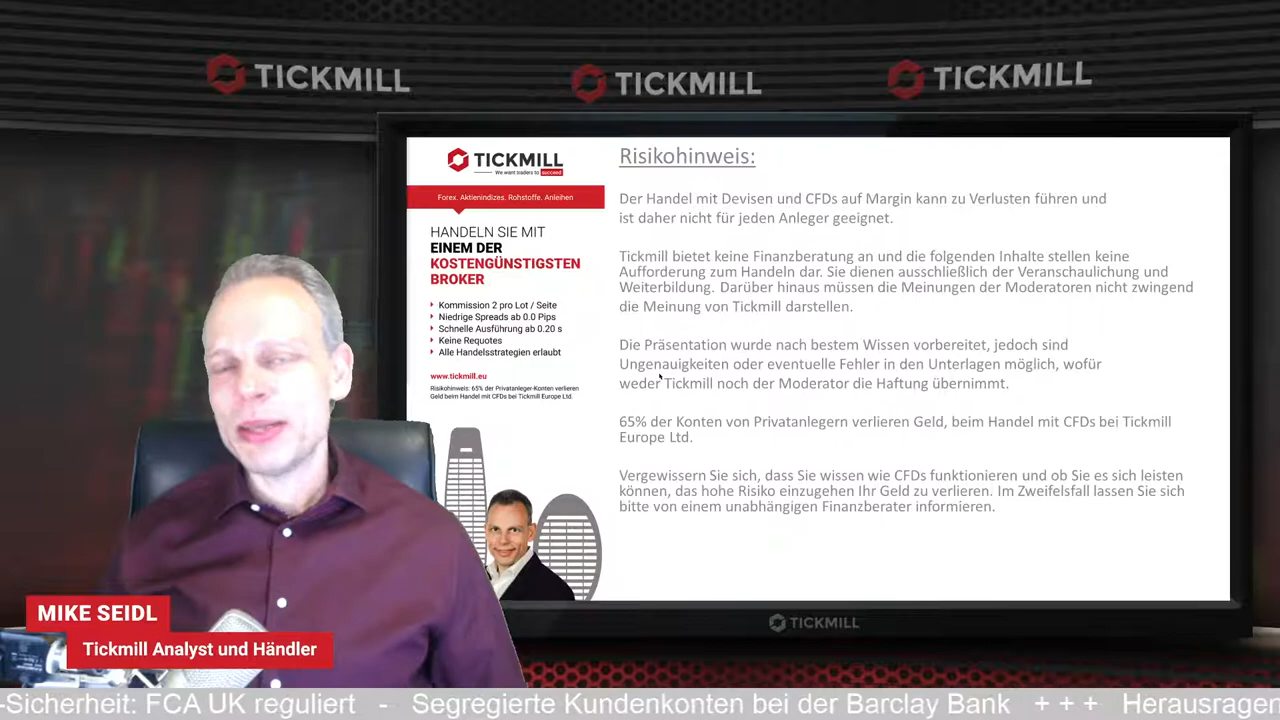 TICKMILL
TICKMILL
TICKMILL
TICKMILL
We want traders to succeed
Forex. Aktienindizes. Rohstoffe. Anleihen
HANDELN SIE MIT
EINEM DER
KOSTENGÜNSTIGSTEN
BROKER
Kommission 2 pro Lot / Seite
Niedrige Spreads ab 0.0 Pips
Schnelle Ausführung ab 0.20 s
Keine Requotes
Alle Handelsstrategien erlaubt
www.tickmill.eu
Risikohinweis: 65% der Privatanleger-Konten verlieren
Geld beim Handel mit CFDs bei Tickmill Europe Ltd.
Risikohinweis:
Der Handel mit Devisen und CFDs auf Margin kann zu Verlusten führen und
ist daher nicht für jeden Anleger geeignet.
Tickmill bietet keine Finanzberatung an und die folgenden Inhalte stellen keine
Aufforderung zum Handeln dar. Sie dienen ausschließlich der Veranschaulichung und
Weiterbildung. Darüber hinaus müssen die Meinungen der Moderatoren nicht zwingend
die Meinung von Tickmill darstellen.
Die Präsentation wurde nach bestem Wissen vorbereitet, jedoch sind
Ungenauigkeiten oder eventuelle Fehler in den Unterlagen möglich, wofür
weder Tickmill noch der Moderator die Haftung übernimmt.
65% der Konten von Privatanlegern verlieren Geld, beim Handel mit CFDs bei Tickmill
Europe Ltd.
Vergewissern Sie sich, dass Sie wissen wie CFDs funktionieren und ob Sie es sich leisten
können, das hohe Risiko einzugehen Ihr Geld zu verlieren. Im Zweifelsfall lassen Sie sich
bitte von einem unabhängigen Finanzberater informieren.
TICKMILL
MIKE SEIDL
Tickmill Analyst und Händler
-Sicherheit: FCA UK reguliert - Segregierte Kundenkonten bei der Barclay Bank + + + Herausragen